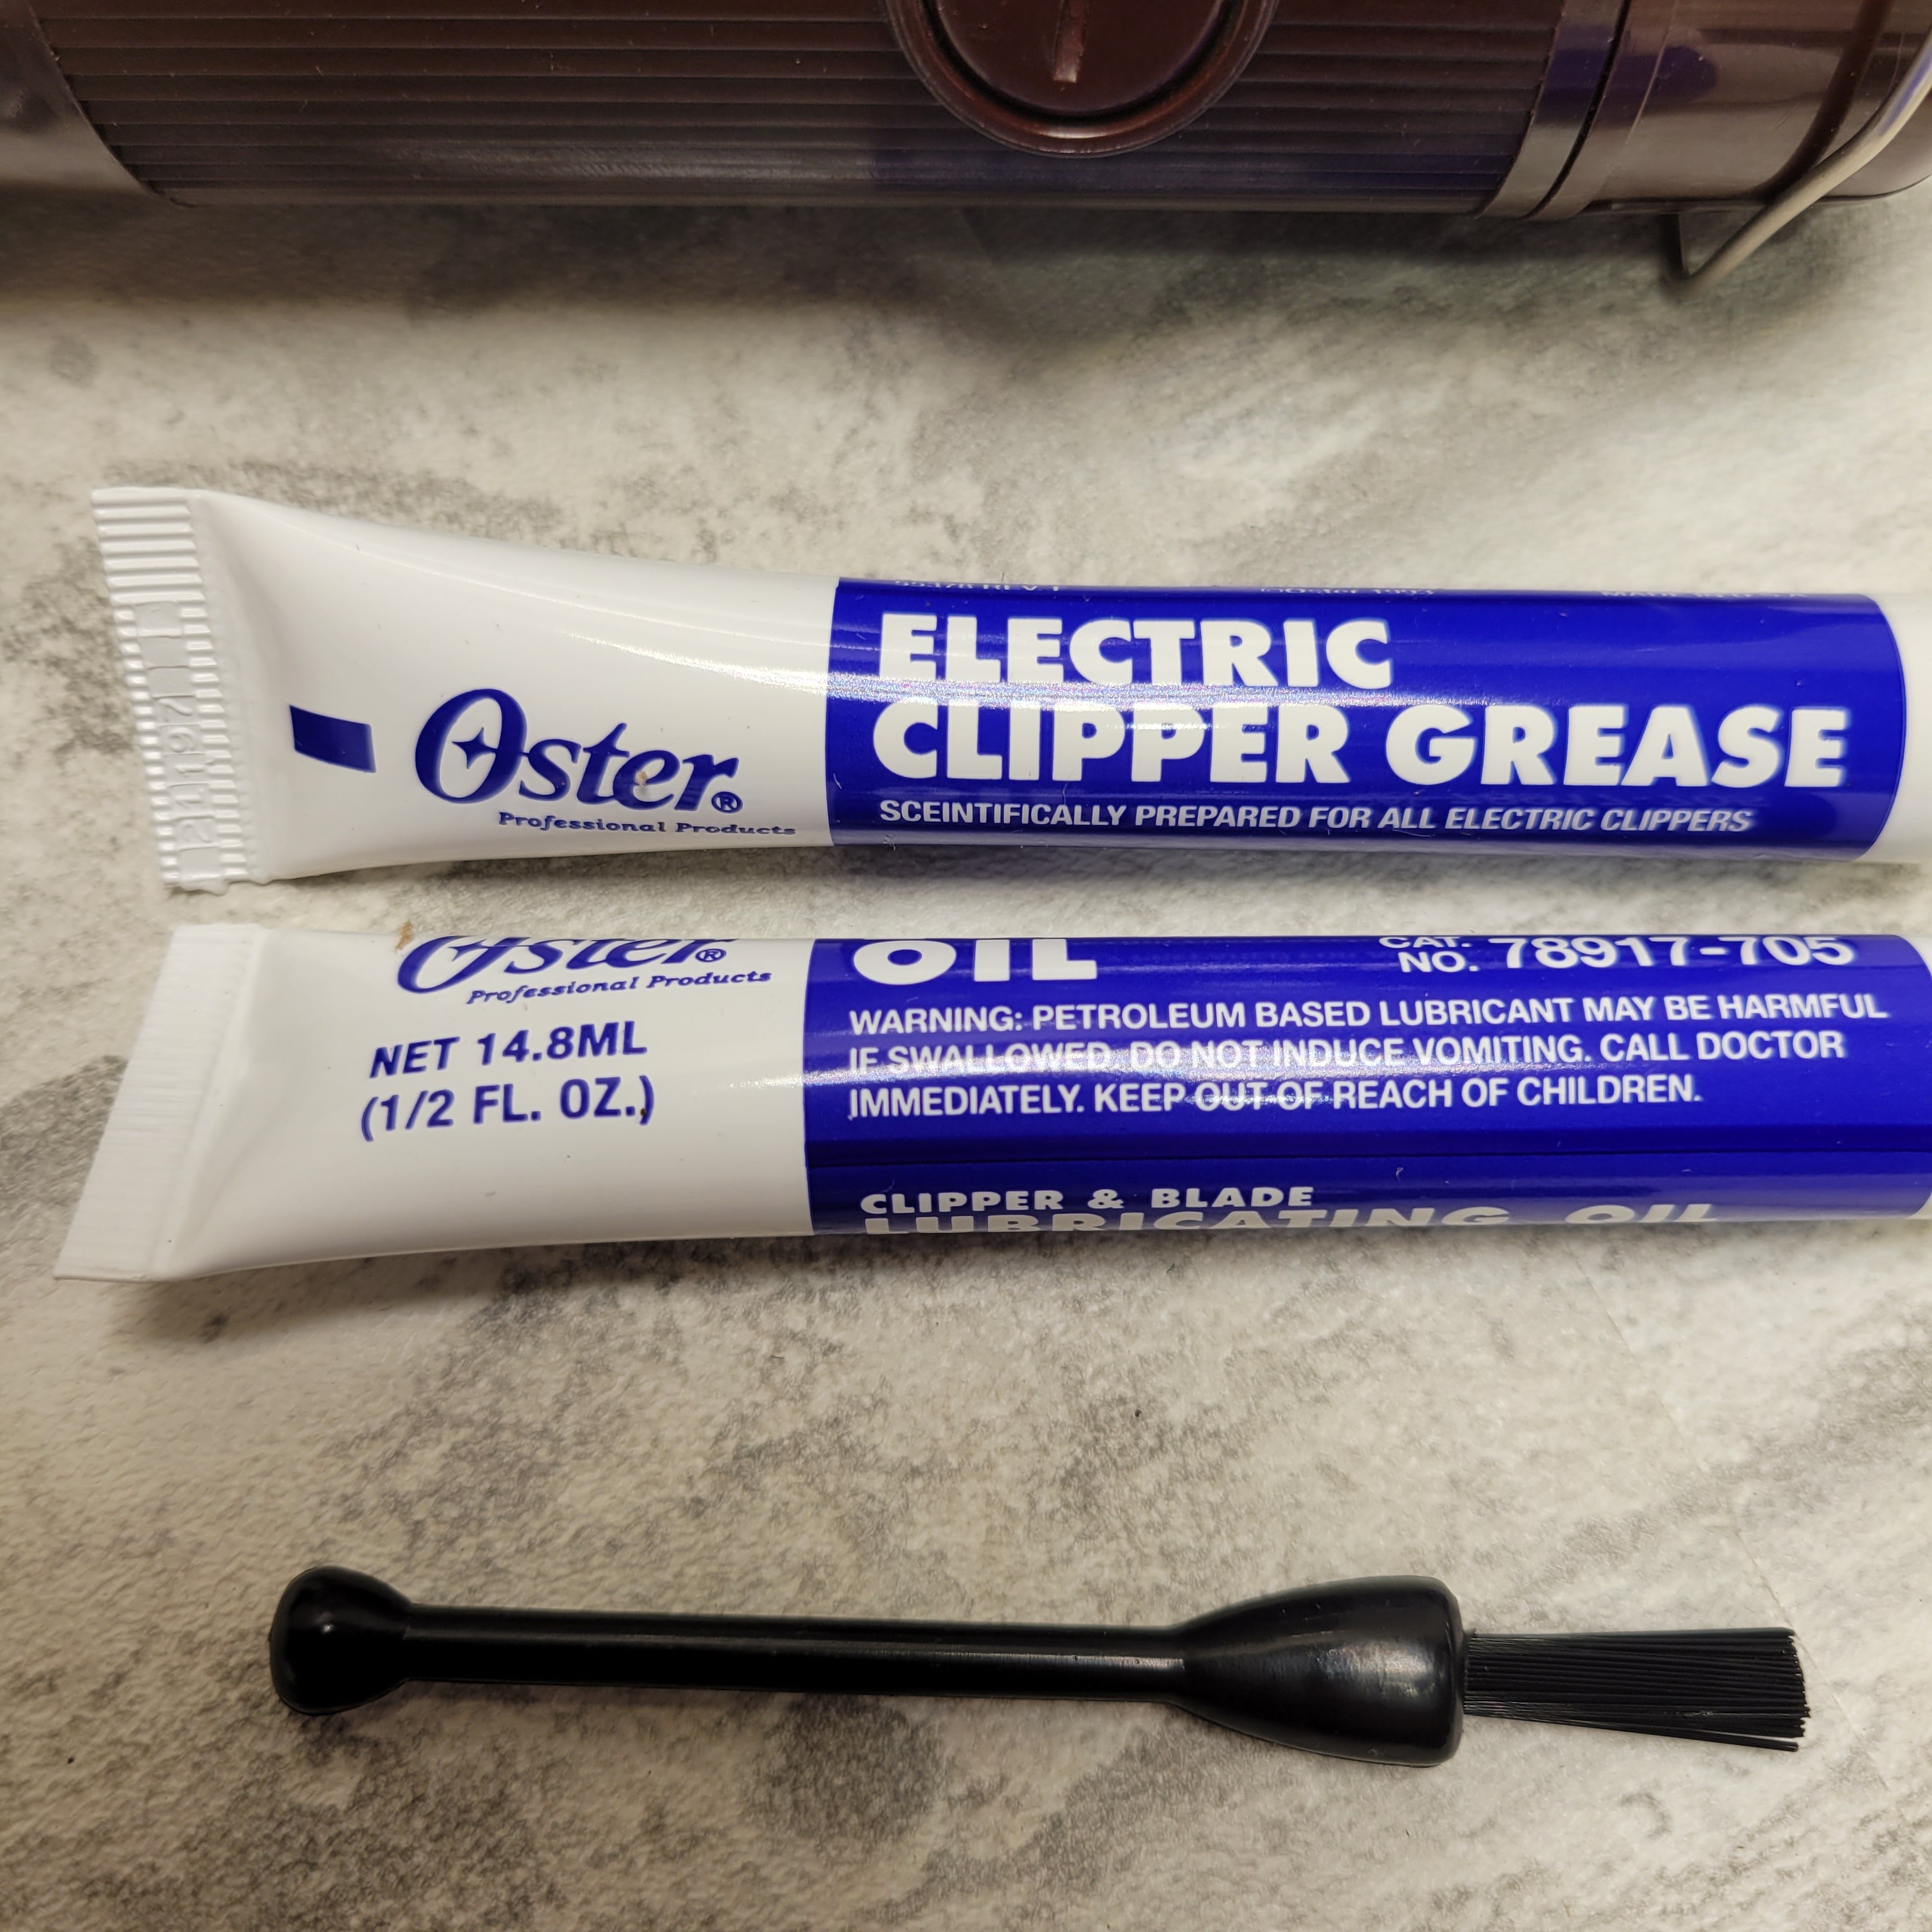 Oster®
Professional Products
ELECTRIC
CLIPPER GREASE
SCEINTIFICALLY PREPARED FOR ALL ELECTRIC CLIPPERS
Oster®
Professional Products
NET 14.8ML
(1/2 FL. OZ.)
OIL
CAT.
NO. 78917-705
WARNING: PETROLEUM BASED LUBRICANT MAY BE HARMFUL
IF SWALLOWED. DO NOT INDUCE VOMITING. CALL DOCTOR
IMMEDIATELY. KEEP OUT OF REACH OF CHILDREN.
CLIPPER & BLADE
LUBRICATING OIL